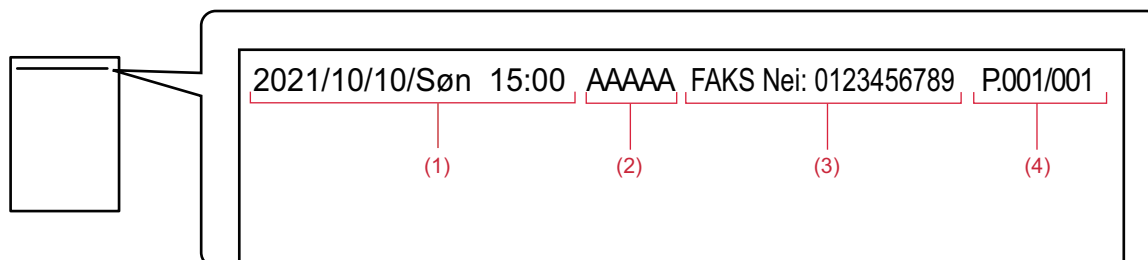 2021/10/10/Søn 15:00 AAAAA FAKS Nei: 0123456789 P.001/001
(1) (2) (3) (4)